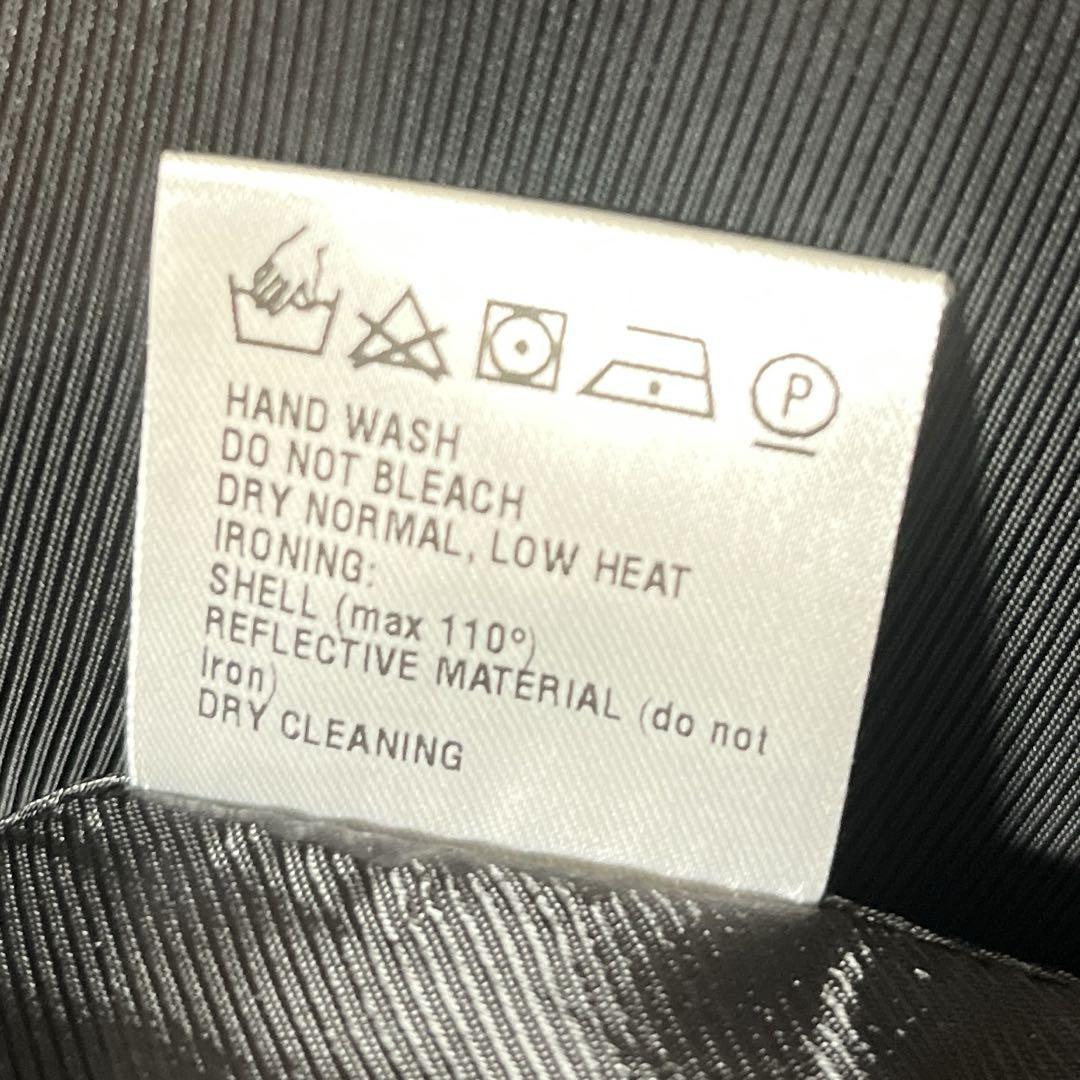 P
HAND WASH
DO NOT BLEACH
DRY NORMAL, LOW HEAT
IRONING:
SHELL (max 110º)
REFLECTIVE MATERIAL (do not
Iron)
DRY CLEANING